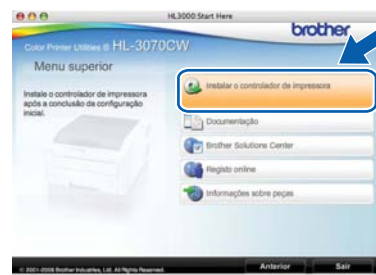 HL3000 Start Here
brother
Color Printer Utilities @ HL-3070CW
Menu superior
Instale o controlador de impressora
após a conclusão da configuração
inicial.
Instalar o controlador de impressora
Documentação
Brother Solutions Center
Registo online
Informações sobre peças
© 2001-2008 Brother Industries, Ltd. All Rights Reserved.
Anterior
Sair